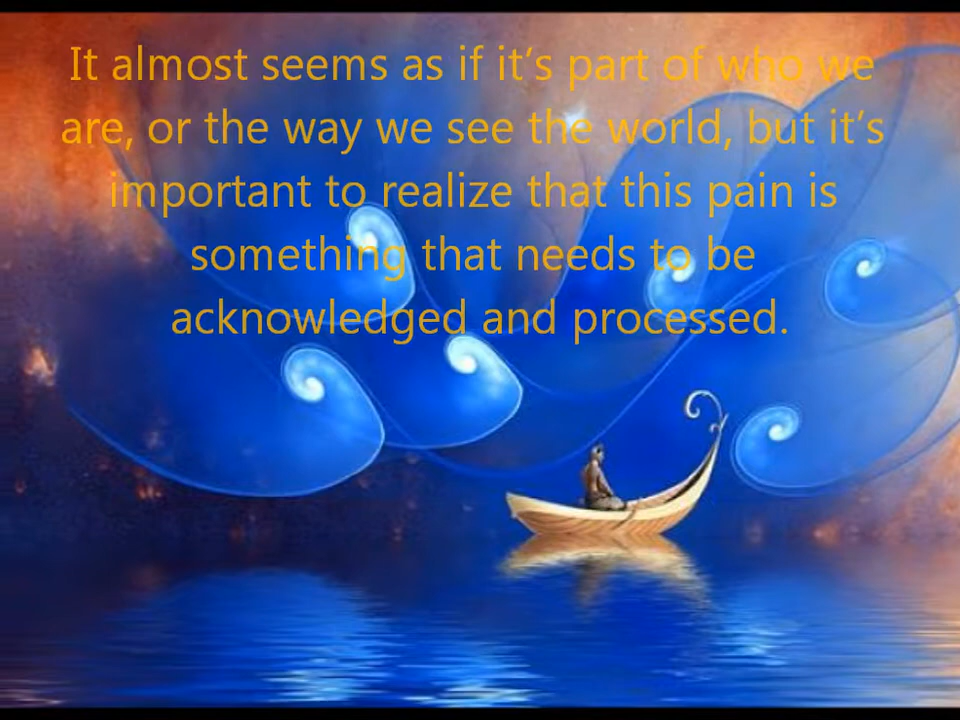 It almost seems as if it’s part of who we
are, or the way we see the world, but it’s
important to realize that this pain is
something that needs to be
acknowledged and processed.